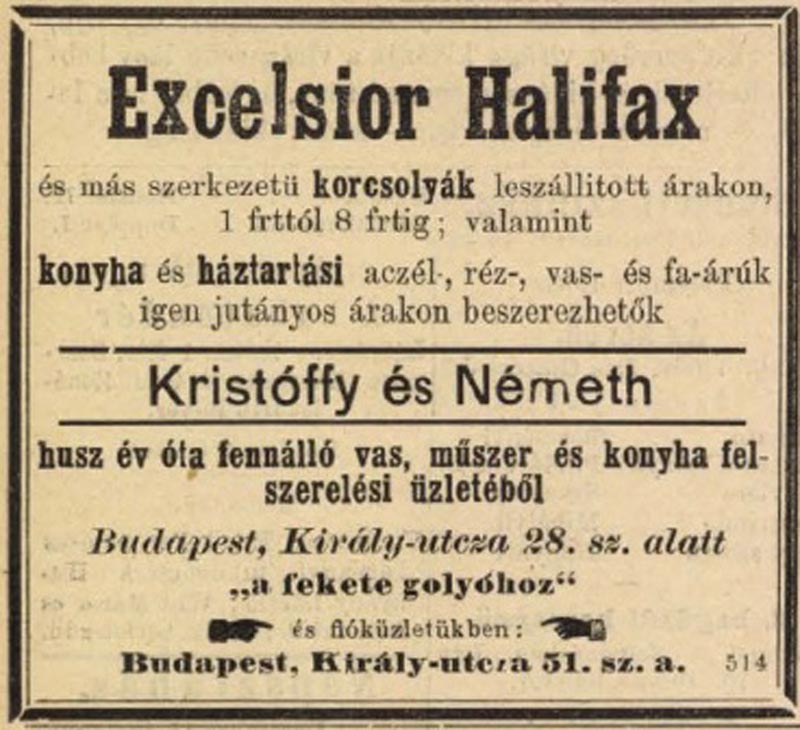 Excelsior Halifax
és más szerkezetü korcsolyák leszállitott árakon,
1 frttól 8 frtig; valamint
konyha és háztartási aczél-, réz-, vas- és fa-árúk
igen jutányos árakon beszerezhetők
Kristóffy és Németh
husz év óta fennálló vas, műszer és konyha fel-
szerelési üzletéből
Budapest, Király-utcza 28. sz. alatt
„a fekete golyóhoz“
és fióküzletükben:
Budapest, Király-utcza 51. sz. a. 514